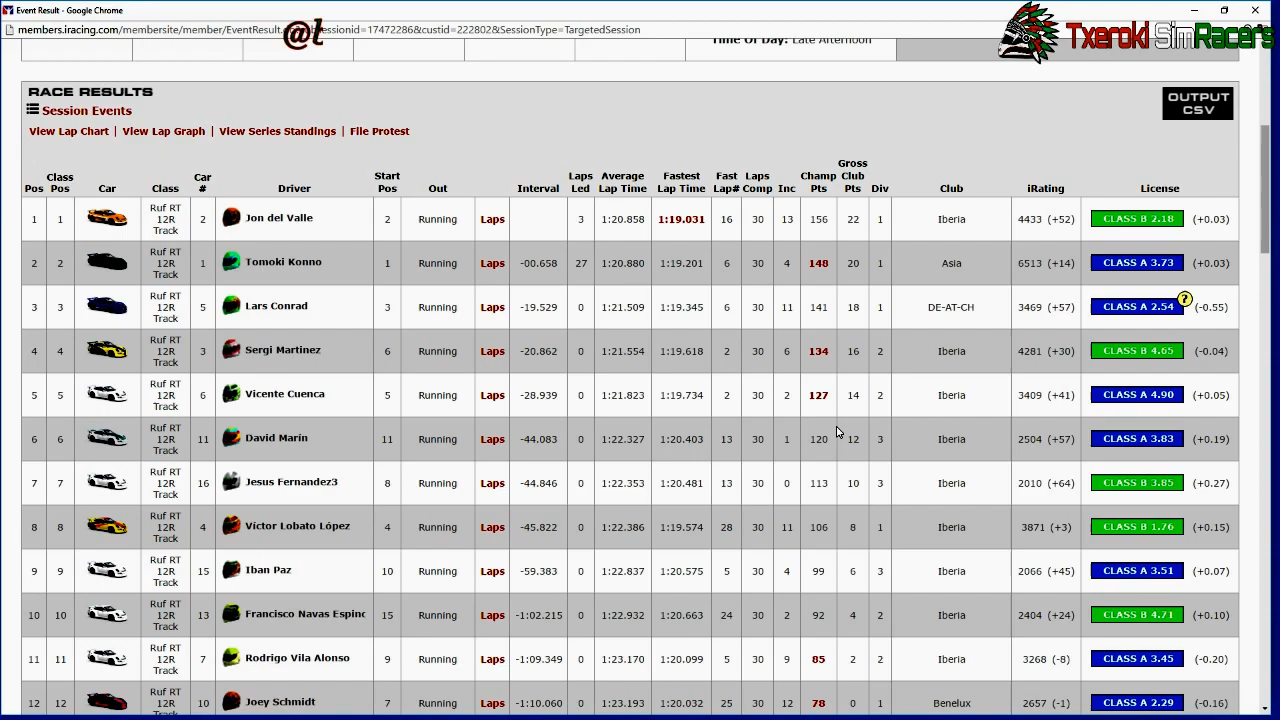 Event Result - Google Chrome
members.iracing.com/membersite/member/EventResult. sessionid=17472286&custid=222802&SessionType=TargetedSession
@l
Txeroki SimRacers
Time Of Day: Late Afternoon
RACE RESULTS
OUTPUT CSV
Session Events
View Lap Chart | View Lap Graph | View Series Standings | File Protest
Pos Class Pos Car Class Car # Driver Start Pos Out Interval Laps Led Average Lap Time Fastest Lap Time Fast Lap# Laps Comp Inc Champ Pts Gross Club Pts Div Club iRating License
1 1 Ruf RT 12R Track 2 Jon del Valle 2 Running Laps 3 1:20.858 1:19.031 16 30 13 156 22 1 Iberia 4433 (+52) CLASS B 2.18 (+0.03)
2 2 Ruf RT 12R Track 1 Tomoki Konno 1 Running Laps -00.658 27 1:20.880 1:19.201 6 30 4 148 20 1 Asia 6513 (+14) CLASS A 3.73 (+0.03)
3 3 Ruf RT 12R Track 5 Lars Conrad 3 Running Laps -19.529 0 1:21.509 1:19.345 6 30 11 141 18 1 DE-AT-CH 3469 (+57) CLASS A 2.54 ? (-0.55)
4 4 Ruf RT 12R Track 3 Sergi Martinez 6 Running Laps -20.862 0 1:21.554 1:19.618 2 30 6 134 16 2 Iberia 4281 (+30) CLASS B 4.65 (-0.04)
5 5 Ruf RT 12R Track 6 Vicente Cuenca 5 Running Laps -28.939 0 1:21.823 1:19.734 2 30 2 127 14 2 Iberia 3409 (+41) CLASS A 4.90 (+0.05)
6 6 Ruf RT 12R Track 11 David Marín 11 Running Laps -44.083 0 1:22.327 1:20.403 13 30 1 120 12 3 Iberia 2504 (+57) CLASS A 3.83 (+0.19)
7 7 Ruf RT 12R Track 16 Jesus Fernandez3 8 Running Laps -44.846 0 1:22.353 1:20.481 13 30 0 113 10 3 Iberia 2010 (+64) CLASS B 3.85 (+0.27)
8 8 Ruf RT 12R Track 4 Víctor Lobato López 4 Running Laps -45.822 0 1:22.386 1:19.574 28 30 11 106 8 1 Iberia 3871 (+3) CLASS B 1.76 (+0.15)
9 9 Ruf RT 12R Track 15 Iban Paz 10 Running Laps -59.383 0 1:22.837 1:20.575 5 30 4 99 6 3 Iberia 2066 (+45) CLASS A 3.51 (+0.07)
10 10 Ruf RT 12R Track 13 Francisco Navas Espinc 15 Running Laps -1:02.215 0 1:22.932 1:20.663 24 30 2 92 4 2 Iberia 2404 (+24) CLASS B 4.71 (+0.10)
11 11 Ruf RT 12R Track 7 Rodrigo Vila Alonso 9 Running Laps -1:09.349 0 1:23.170 1:20.099 5 30 9 85 2 2 Iberia 3268 (-8) CLASS A 3.45 (-0.20)
12 12 Ruf RT 12R 10 Joey Schmidt 7 Running Laps -1:10.060 0 1:23.193 1:20.032 25 30 12 78 0 1 Benelux 2657 (-1) CLASS A 2.29 (-0.16)